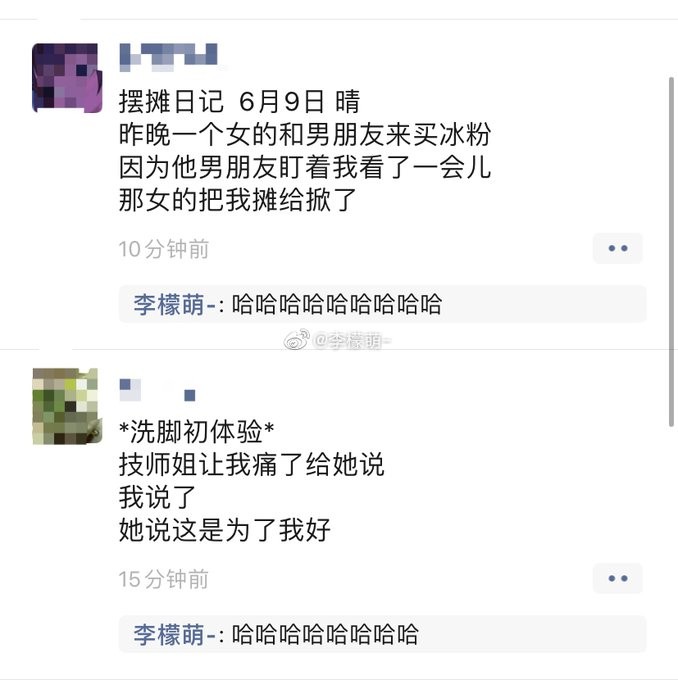 摆摊日记 6月9日 晴
昨晚一个女的和男朋友来买冰粉
因为他男朋友盯着我看了一会儿
那女的把我摊给掀了
10分钟前
李檬萌-: 哈哈哈哈哈哈哈哈哈
@李檬萌-
*洗脚初体验*
技师姐让我痛了给她说
我说了
她说这是为了我好
15分钟前
李檬萌-: 哈哈哈哈哈哈哈哈